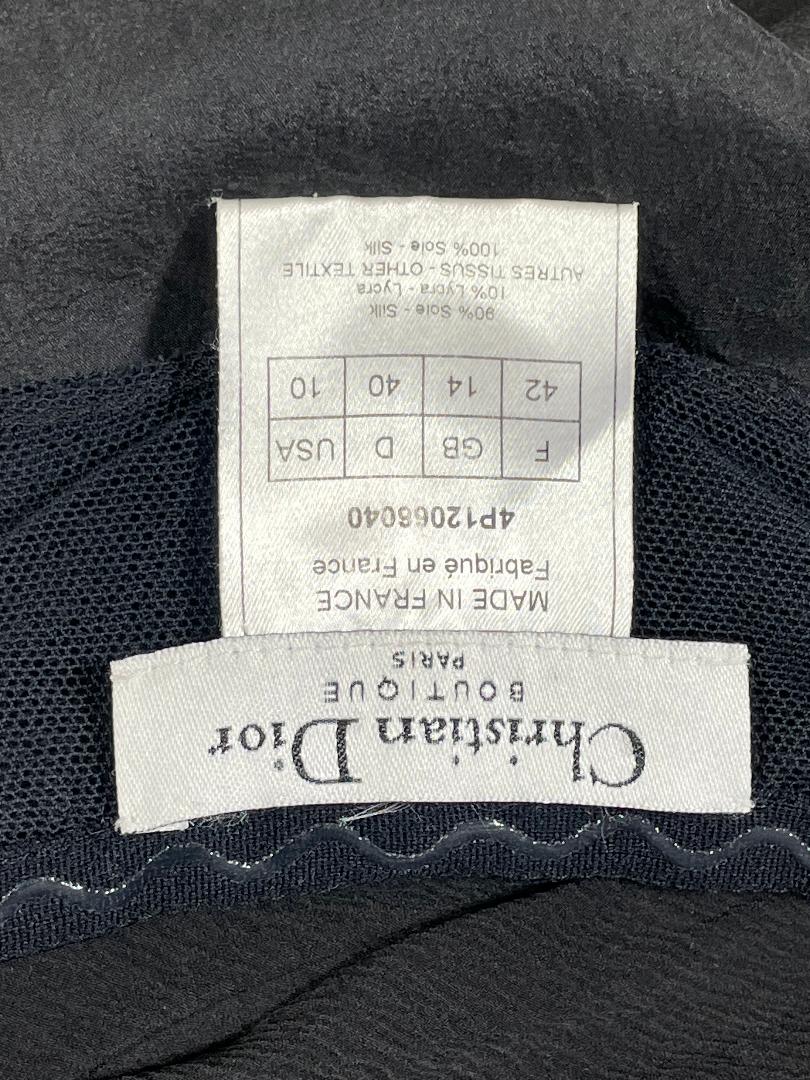 Christian Dior
BOUTIQUE
PARIS
MADE IN FRANCE
Fabriqué en France
4P12068040
F GB D USA
42 14 40 10
90% Soie - Silk
10% Lycra - Lycra
AUTRES TISSUS - OTHER TEXTILE
100% Soie - Silk